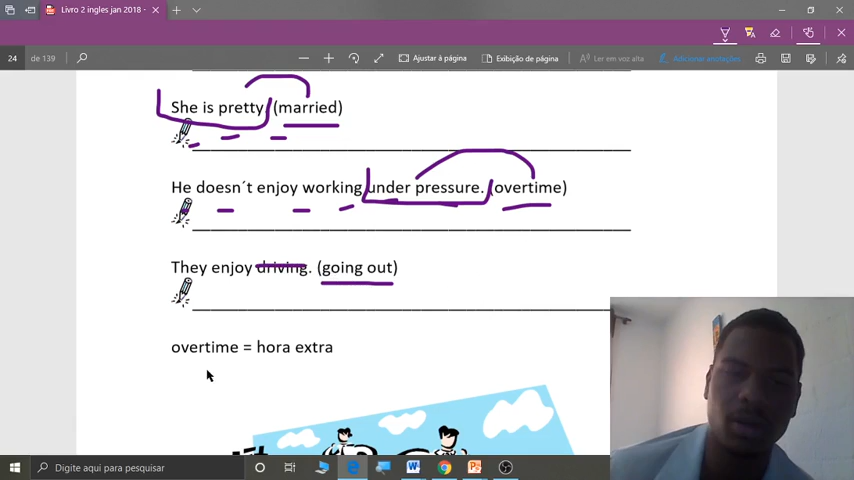 Livro 2 ingles jan 2018 -
24 de 139
Ajustar à página
Exibição de página
Ler em voz alta
Adicionar anotações
She is pretty. (married)
He doesn´t enjoy working under pressure. (overtime)
They enjoy driving. (going out)
overtime = hora extra
Digite aqui para pesquisar